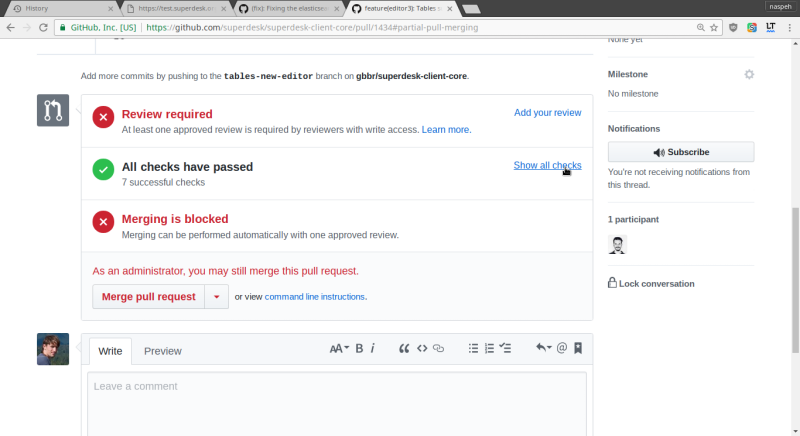 History
https://test.superdesk.or
[fix]: Fixing the elasticsea
feature(editor3): Tables s
naspeh
GitHub, Inc. [US]
https://github.com/superdesk/superdesk-client-core/pull/1434#partial-pull-merging
LT
None yet
Add more commits by pushing to the tables-new-editor branch on gbbr/superdesk-client-core.
Review required
Add your review
At least one approved review is required by reviewers with write access. Learn more.
All checks have passed
Show all checks
7 successful checks
Merging is blocked
Merging can be performed automatically with one approved review.
As an administrator, you may still merge this pull request.
Merge pull request
or view command line instructions.
Milestone
No milestone
Notifications
Subscribe
You're not receiving notifications from
this thread.
1 participant
Lock conversation
Write
Preview
AA B i
Leave a comment